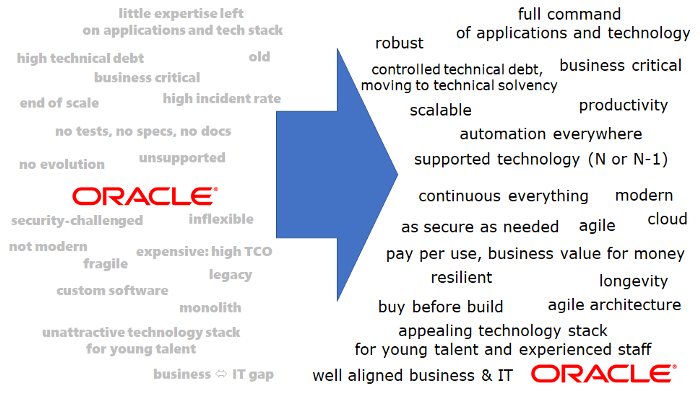 little expertise left
on applications and tech stack
high technical debt
old
business critical
end of scale
high incident rate
no tests, no specs, no docs
no evolution
unsupported
ORACLE®
security-challenged
inflexible
not modern
expensive: high TCO
fragile
legacy
custom software
monolith
unattractive technology stack
for young talent
business ⇔ IT gap
full command
of applications and technology
robust
controlled technical debt,
moving to technical solvency
business critical
scalable
productivity
automation everywhere
supported technology (N or N-1)
continuous everything
modern
as secure as needed
agile
cloud
pay per use, business value for money
resilient
longevity
buy before build
agile architecture
appealing technology stack
for young talent and experienced staff
well aligned business & IT
ORACLE®